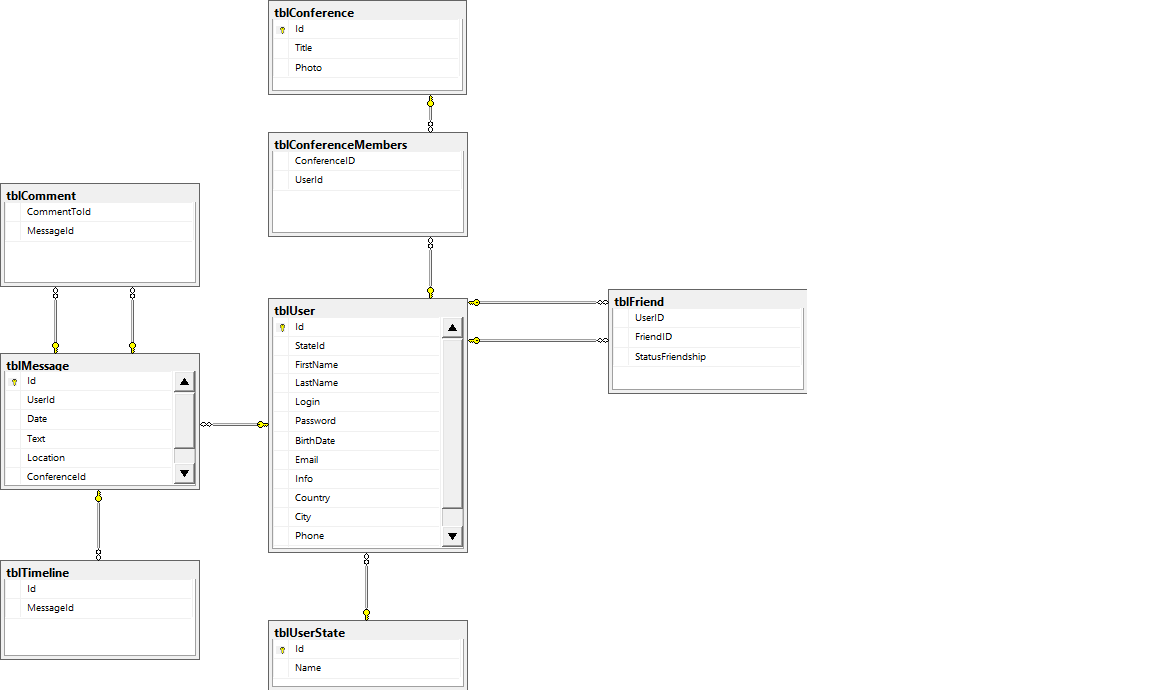 tblConference
Id
Title
Photo
tblConferenceMembers
ConferenceID
UserId
tblComment
CommentToId
MessageId
tblUser
Id
StateId
FirstName
LastName
Login
Password
BirthDate
Email
Info
Country
City
Phone
tblFriend
UserID
FriendID
StatusFriendship
tblMessage
Id
UserId
Date
Text
Location
ConferenceId
tblTimeline
Id
MessageId
tblUserState
Id
Name